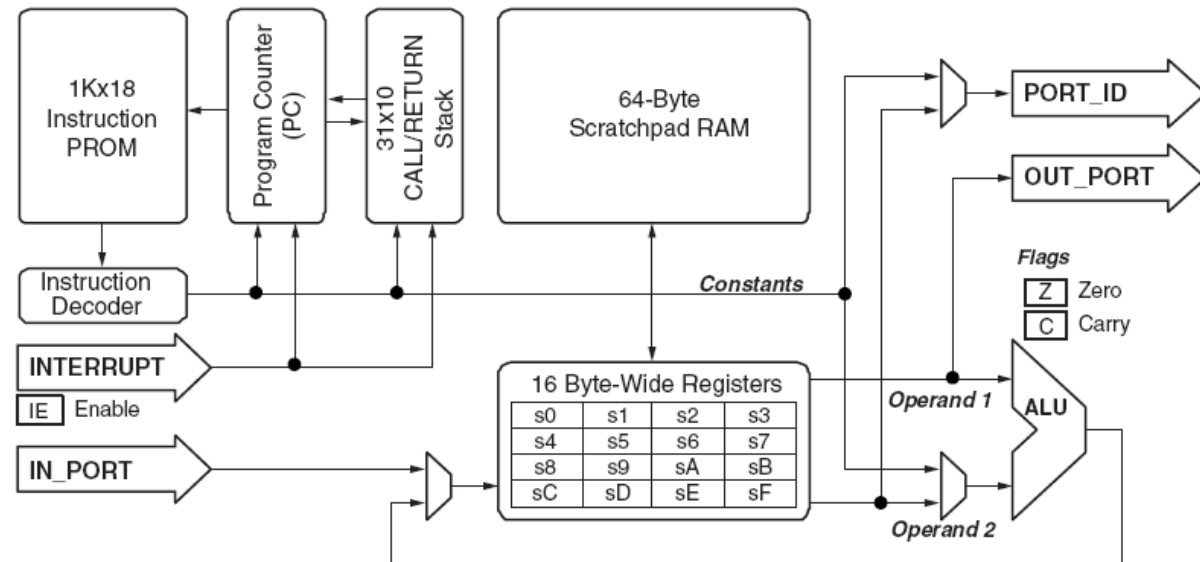 1Kx18
Instruction
PROM
Program Counter
(PC)
31x10
CALL/RETURN
Stack
64-Byte
Scratchpad RAM
PORT_ID
OUT_PORT
Instruction
Decoder
Constants
Flags
Z Zero
C Carry
INTERRUPT
IE Enable
IN_PORT
16 Byte-Wide Registers
s0 s1 s2 s3
s4 s5 s6 s7
s8 s9 sA sB
sC sD sE sF
Operand 1
ALU
Operand 2